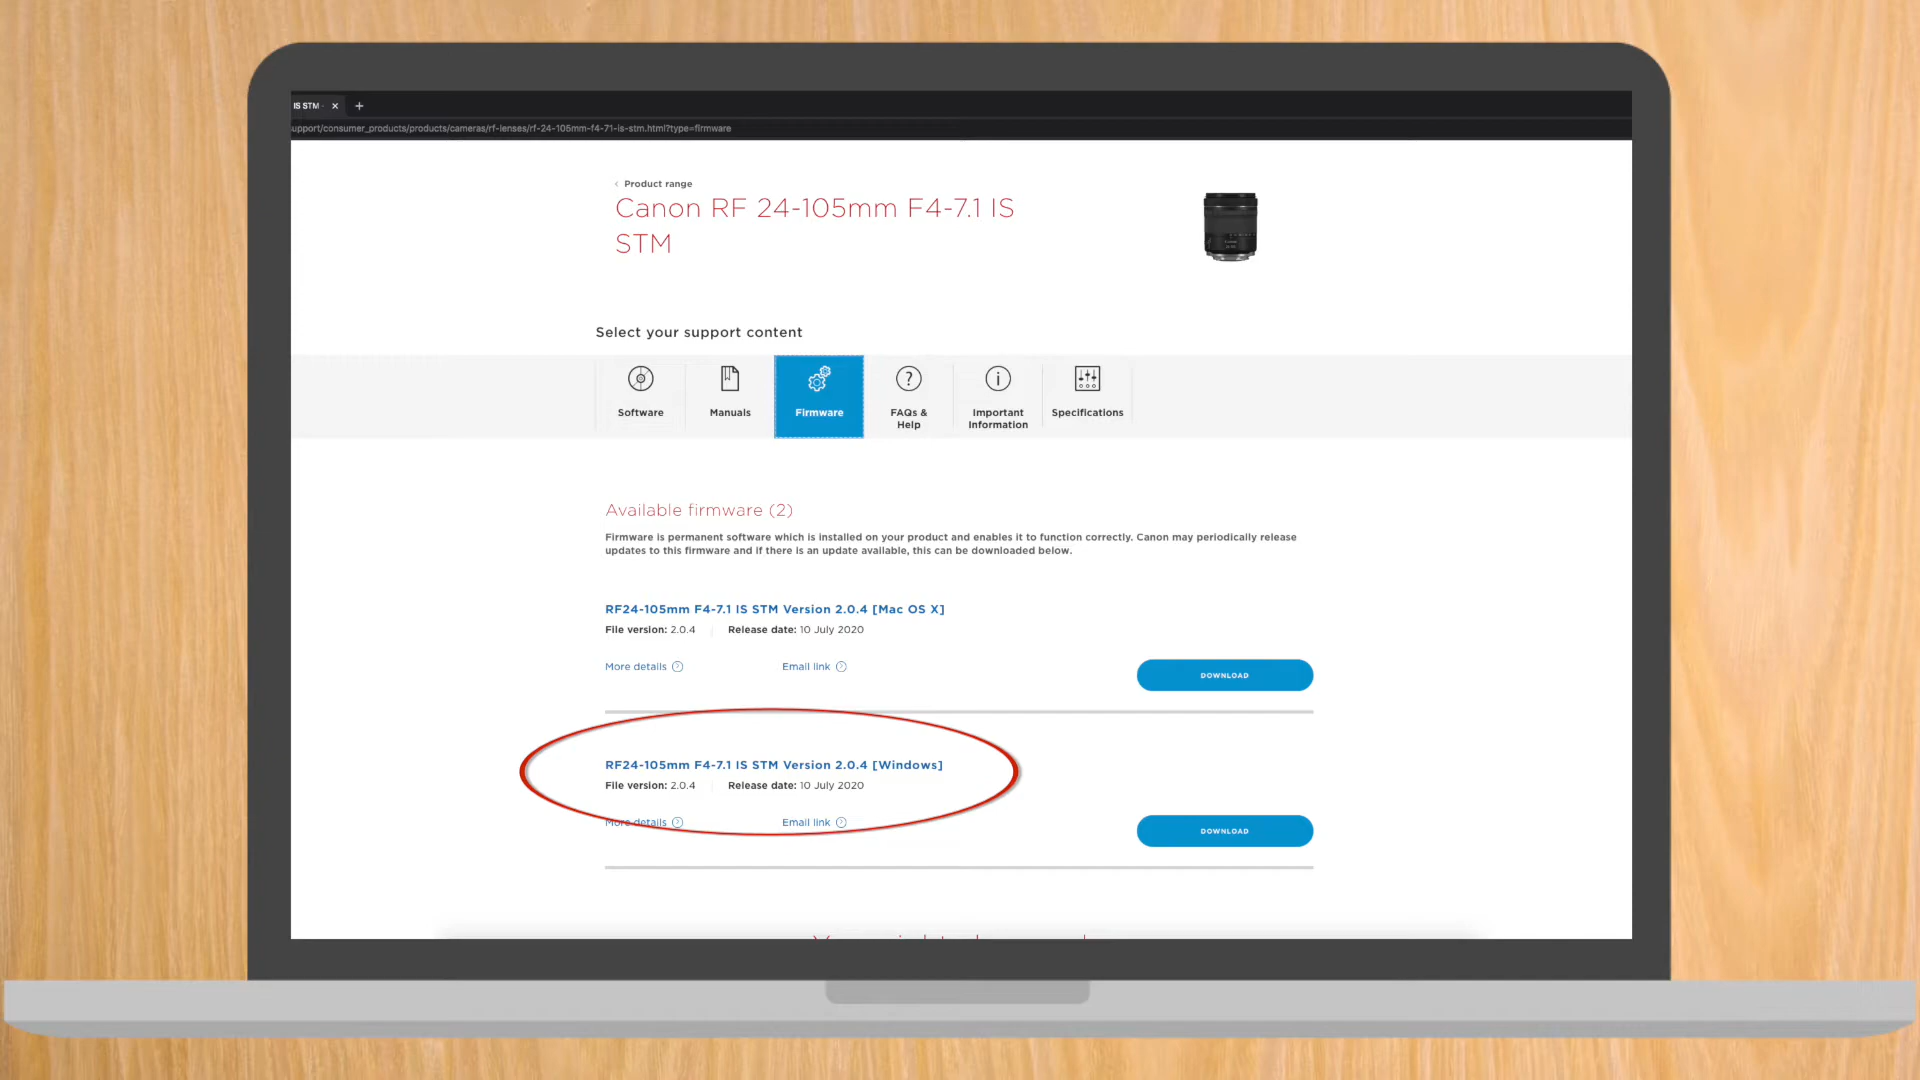 IS STM
upport/consumer_products/products/cameras/rf-lenses/rf-24-105mm-f4-71-is-stm.html?type=firmware
Product range
Canon RF 24-105mm F4-7.1 IS
STM
Select your support content
Software
Manuals
Firmware
FAQs &
Help
Important
Information
Specifications
Available firmware (2)
Firmware is permanent software which is installed on your product and enables it to function correctly. Canon may periodically release
updates to this firmware and if there is an update available, this can be downloaded below.
RF24-105mm F4-7.1 IS STM Version 2.0.4 [Mac OS X]
File version: 2.0.4 Release date: 10 July 2020
More details Email link
DOWNLOAD
RF24-105mm F4-7.1 IS STM Version 2.0.4 [Windows]
File version: 2.0.4 Release date: 10 July 2020
More details Email link
DOWNLOAD